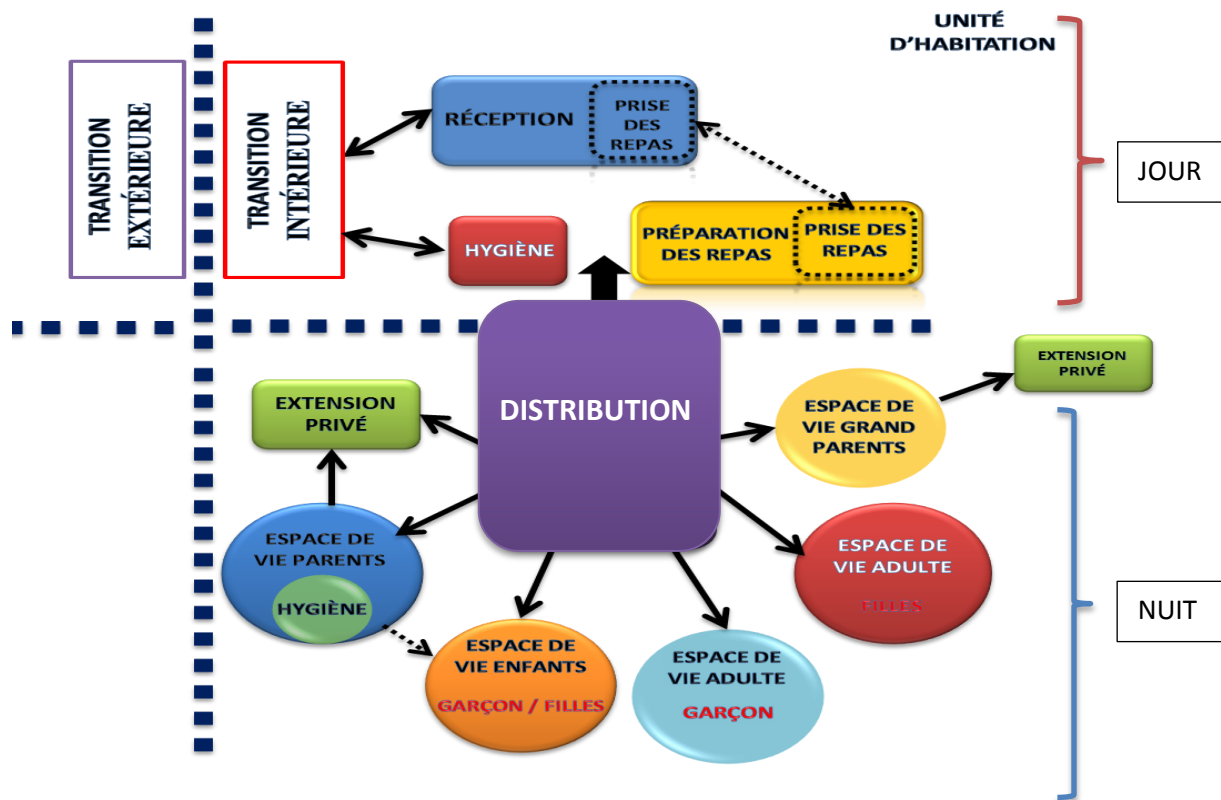 UNITÉ
D'HABITATION
TRANSITION
EXTÉRIEURE
TRANSITION
INTÉRIEURE
RÉCEPTION
PRISE
DES
REPAS
JOUR
HYGIÈNE
PRÉPARATION
DES REPAS
PRISE DES
REPAS
EXTENSION
PRIVÉ
DISTRIBUTION
ESPACE DE
VIE GRAND
PARENTS
EXTENSION
PRIVÉ
ESPACE DE
VIE PARENTS
HYGIÈNE
ESPACE DE
VIE ADULTE
FILLES
NUIT
ESPACE DE
VIE ENFANTS
GARÇON / FILLES
ESPACE DE
VIE ADULTE
GARÇON